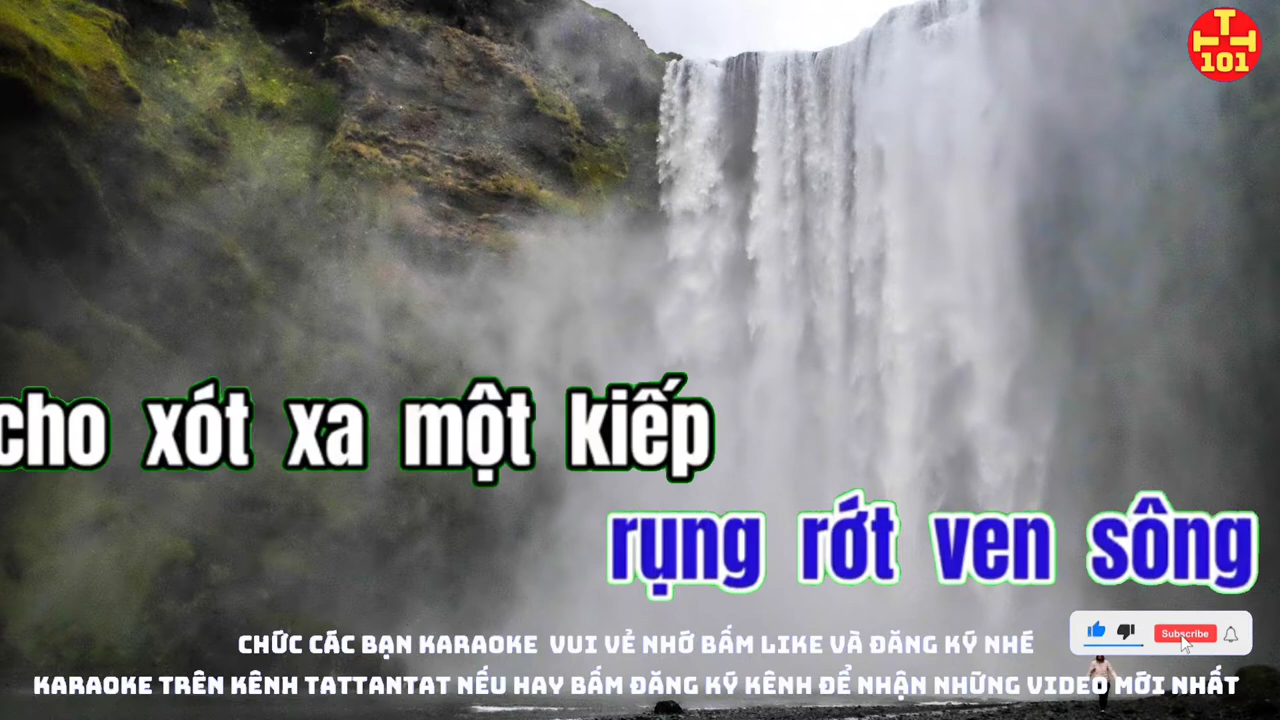 T
TH
101
cho xót xa một kiếp
rụng rớt ven sông
CHỨC CÁC BẠN KARAOKE VUI VẺ NHỚ BẤM LIKE VÀ ĐĂNG KÝ NHÉ
Subscribe
KARAOKE TRÊN KÊNH TATTANTAT NẾU HAY BẤM ĐĂNG KÝ KÊNH ĐỂ NHẬN NHỮNG VIDEO MỚI NHẤT